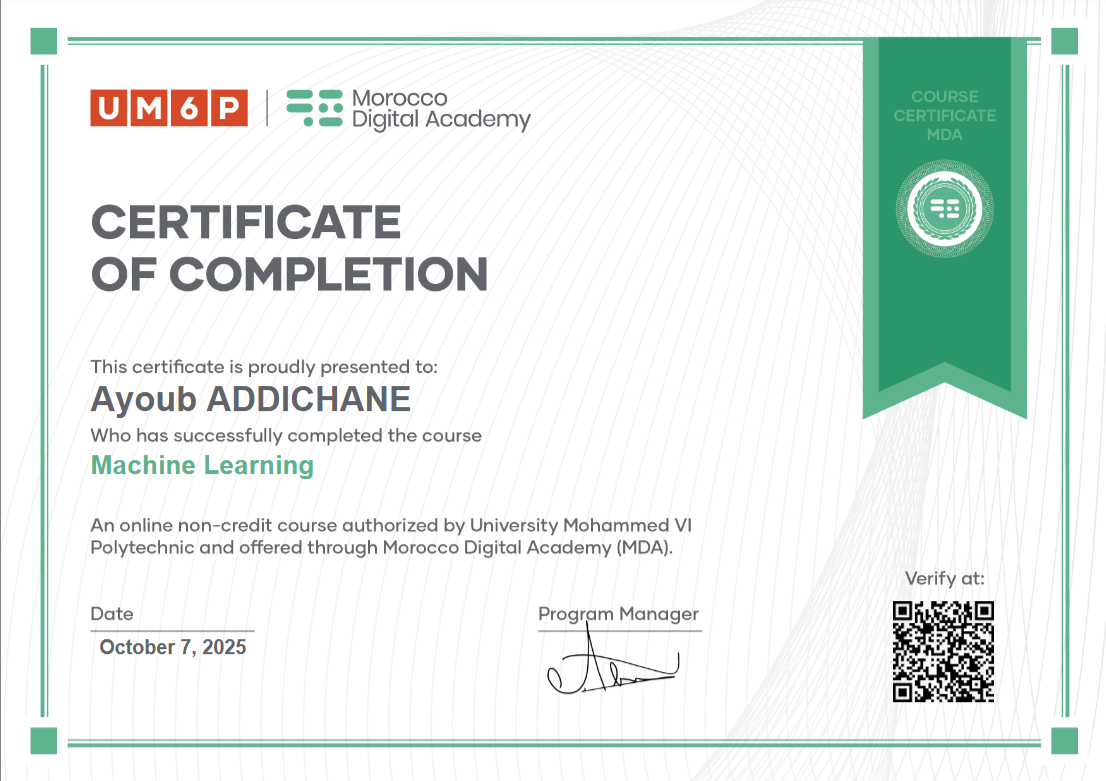 UM6P
Morocco
Digital Academy
COURSE
CERTIFICATE
MDA
CERTIFICATE
OF COMPLETION
This certificate is proudly presented to:
Ayoub ADDICHANE
Who has successfully completed the course
Machine Learning
An online non-credit course authorized by University Mohammed VI
Polytechnic and offered through Morocco Digital Academy (MDA).
Verify at:
Date
Program Manager
October 7, 2025